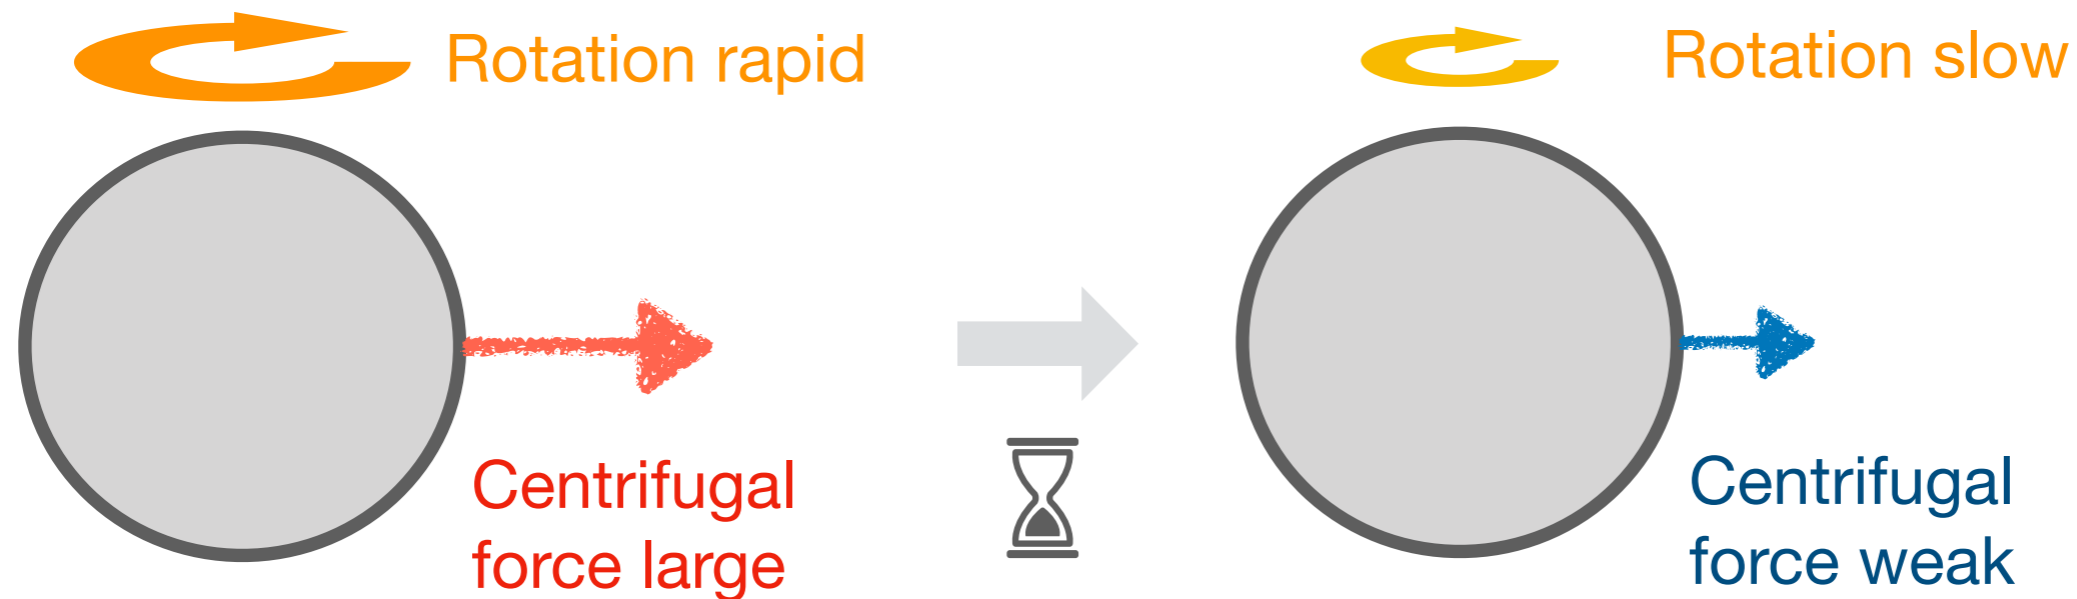 Rotation rapid
Rotation slow
Centrifugal
force large
Centrifugal
force weak